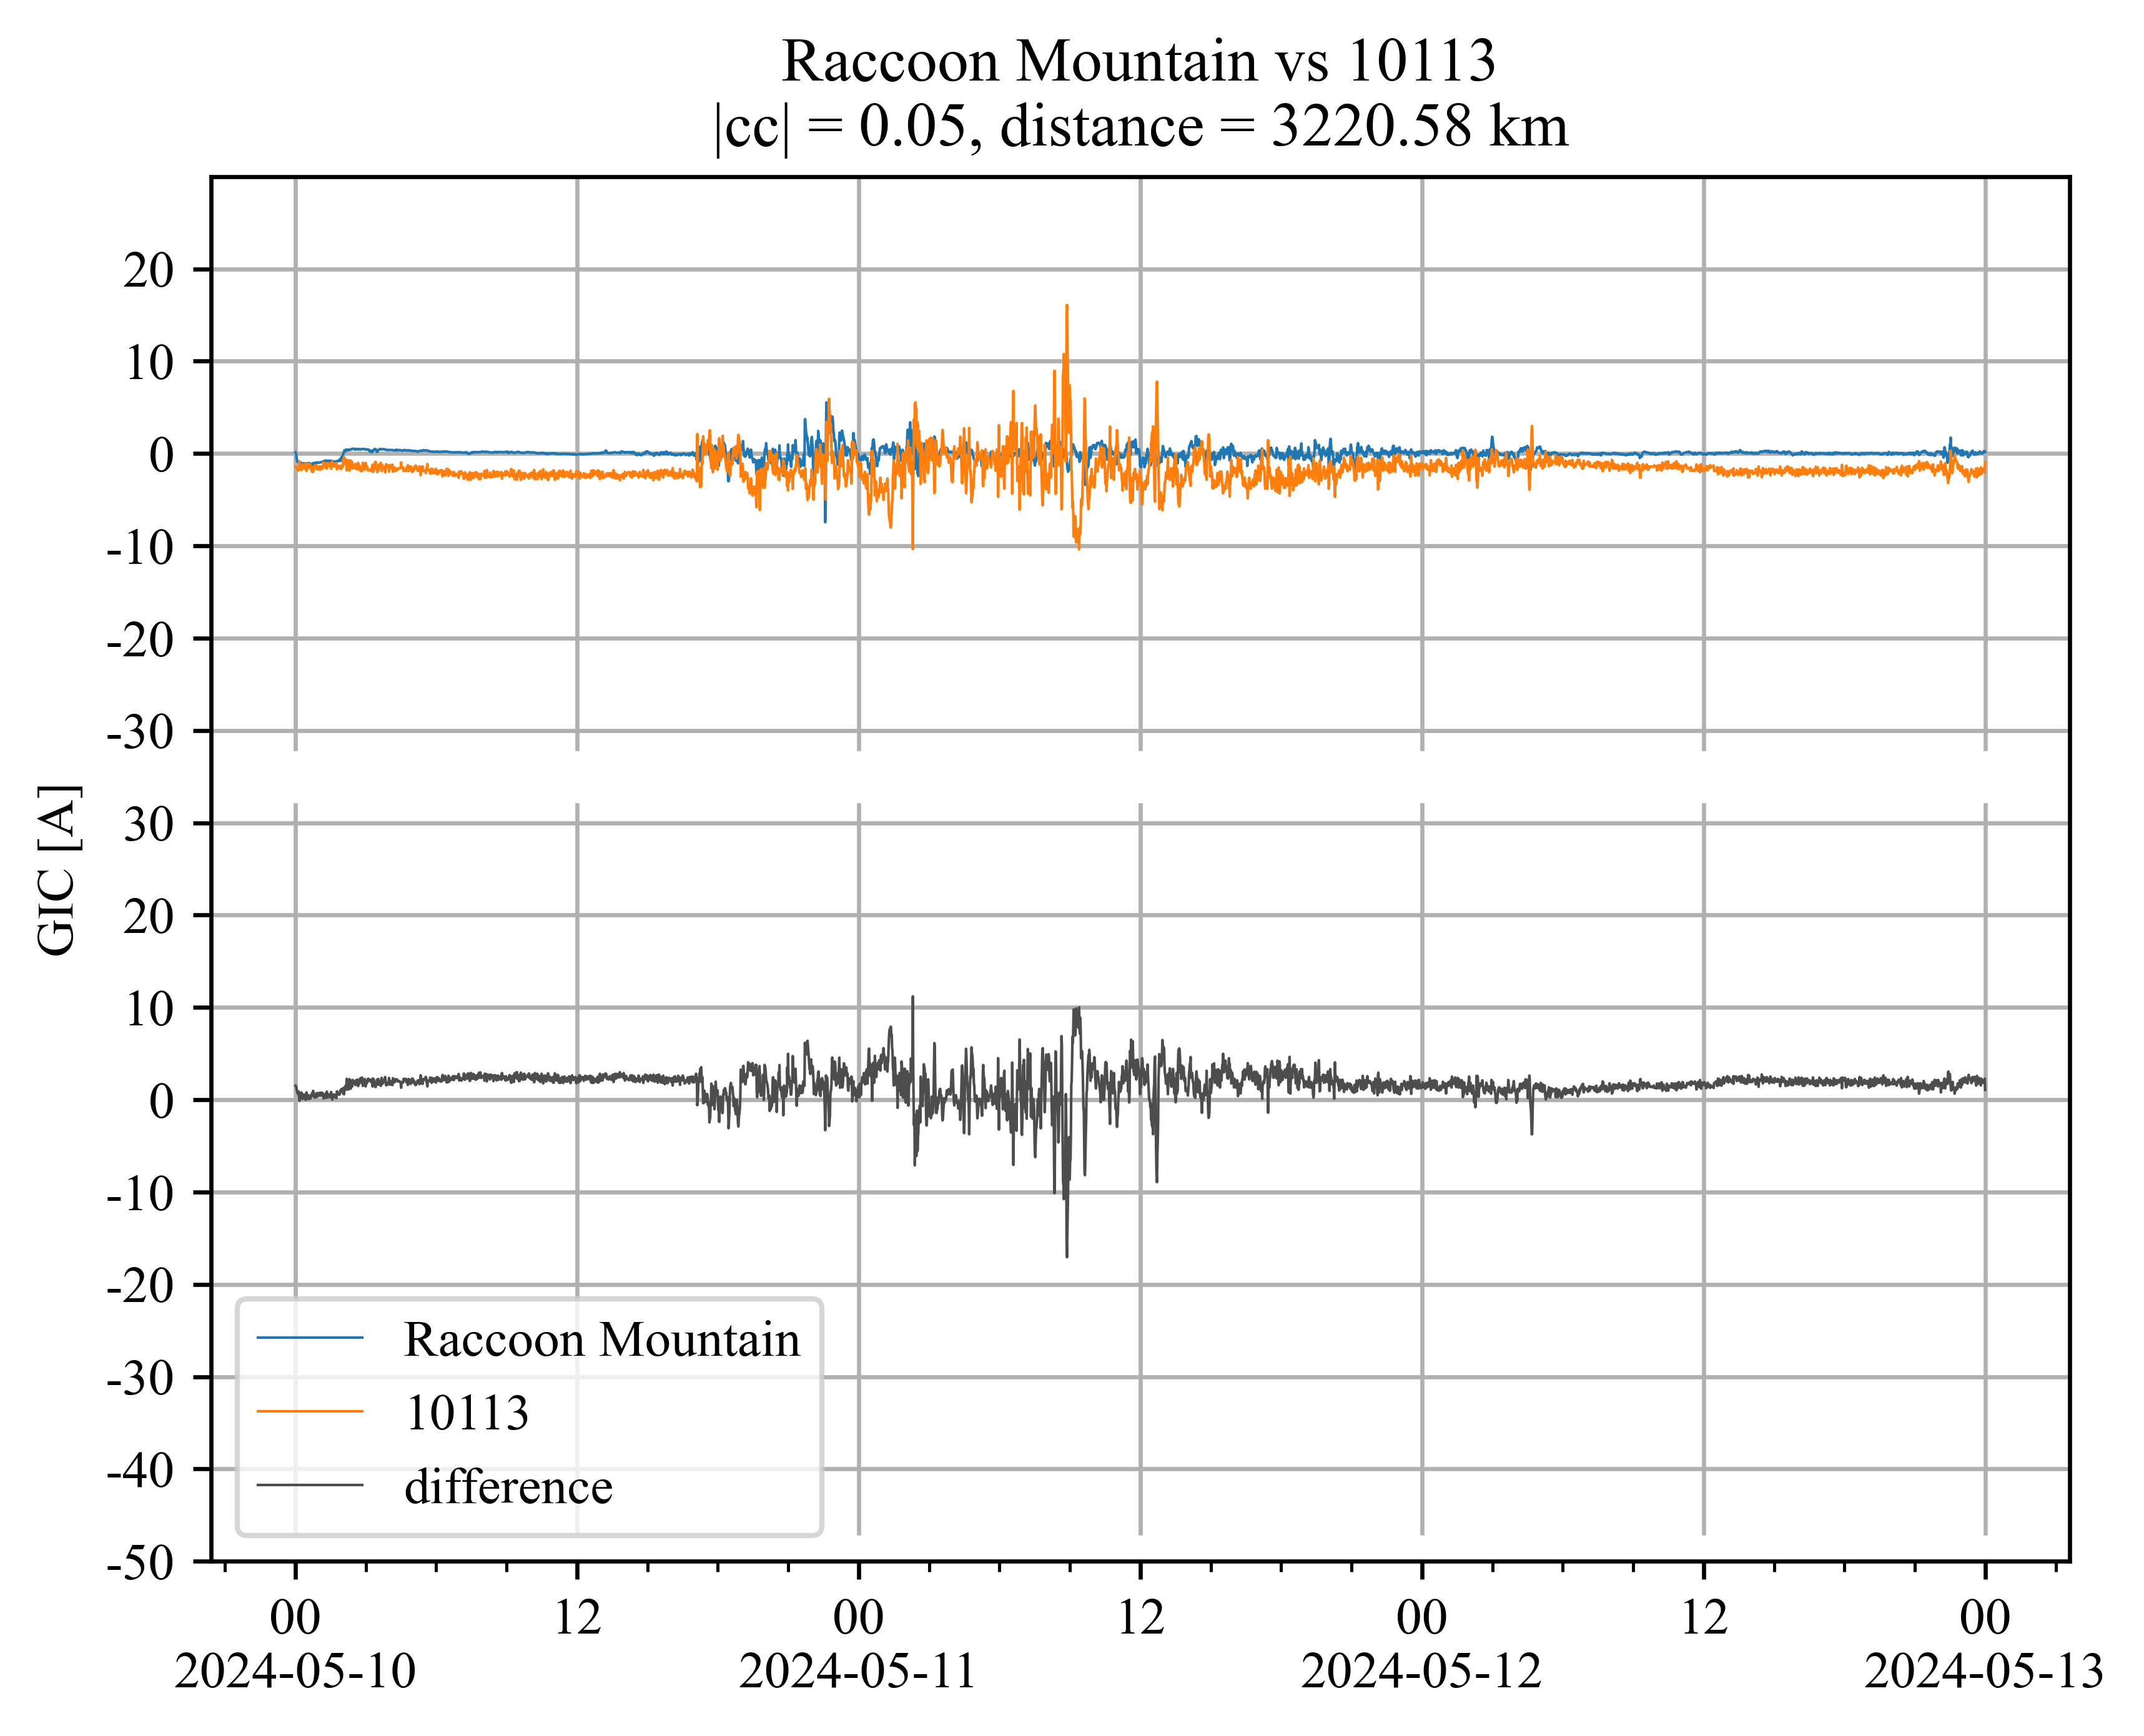 Raccoon Mountain vs 10113
|cc| = 0.05, distance = 3220.58 km
20
10
0
-10
-20
-30
30
20
10
0
-10
-20
-30
-40
-50
GIC [A]
Raccoon Mountain
10113
difference
00 12 00 12 00 12 00
2024-05-10 2024-05-11 2024-05-12 2024-05-13